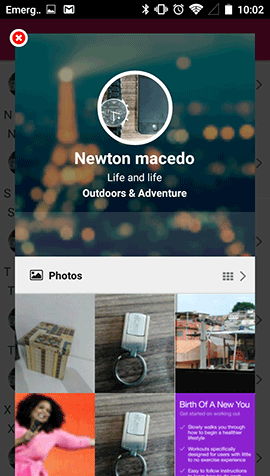 Emerg..
10:02
Newton macedo
Life and life
Outdoors & Adventure
Photos
Birth Of A New You
Get started on working out
Slowly walks you through
how to begin a healthier
lifestyle
Workouts specifically
designed for users with little
to no exercise experience
Easy to follow instructions